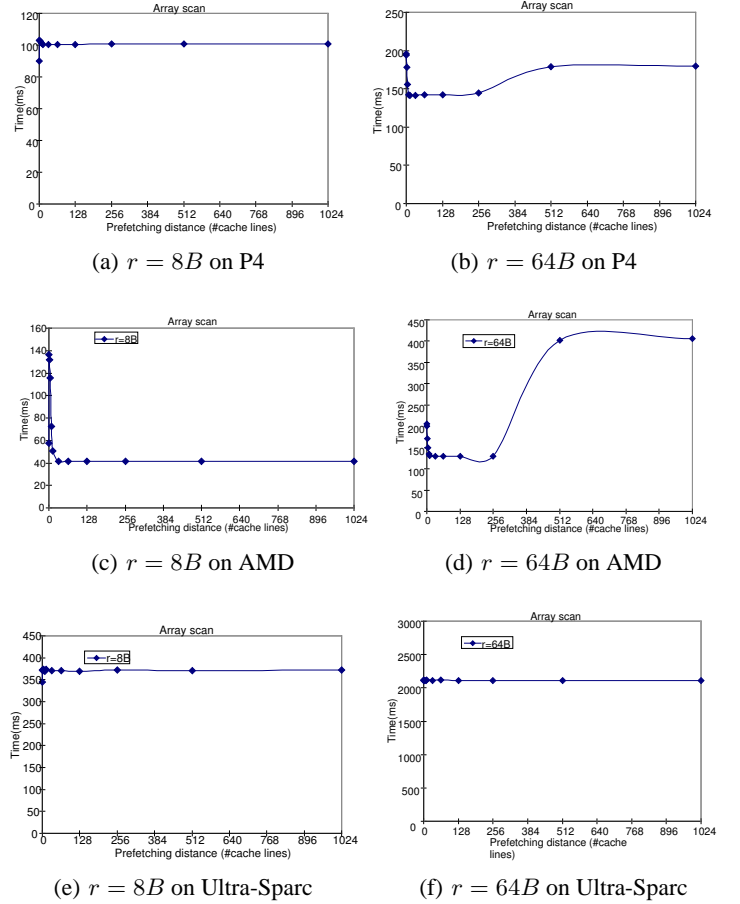 Array scan
Time(ms)
120
100
80
60
40
20
0
0 128 256 384 512 640 768 896 1024
Prefetching distance (#cache lines)
(a) r = 8B on P4
Array scan
Time(ms)
250
200
150
100
50
0
0 128 256 384 512 640 768 896 1024
Prefetching distance (#cache lines)
(b) r = 64B on P4
Array scan
r=8B
Time(ms)
160
140
120
100
80
60
40
20
0
0 128 256 384 512 640 768 896 1024
Prefetching distance (#cache lines)
(c) r = 8B on AMD
Array scan
r=64B
Time(ms)
450
400
350
300
250
200
150
100
50
0
0 128 256 384 512 640 768 896 1024
Prefetching distance (#cache lines)
(d) r = 64B on AMD
Array scan
r=8B
Time(ms)
450
400
350
300
250
200
150
100
50
0
0 128 256 384 512 640 768 896 1024
Prefetching distance (#cache lines)
(e) r = 8B on Ultra-Sparc
Array scan
r=64B
Time(ms)
3000
2500
2000
1500
1000
500
0
0 128 256 384 512 640 768 896 1024
Prefetching distance (#cache
lines)
(f) r = 64B on Ultra-Sparc